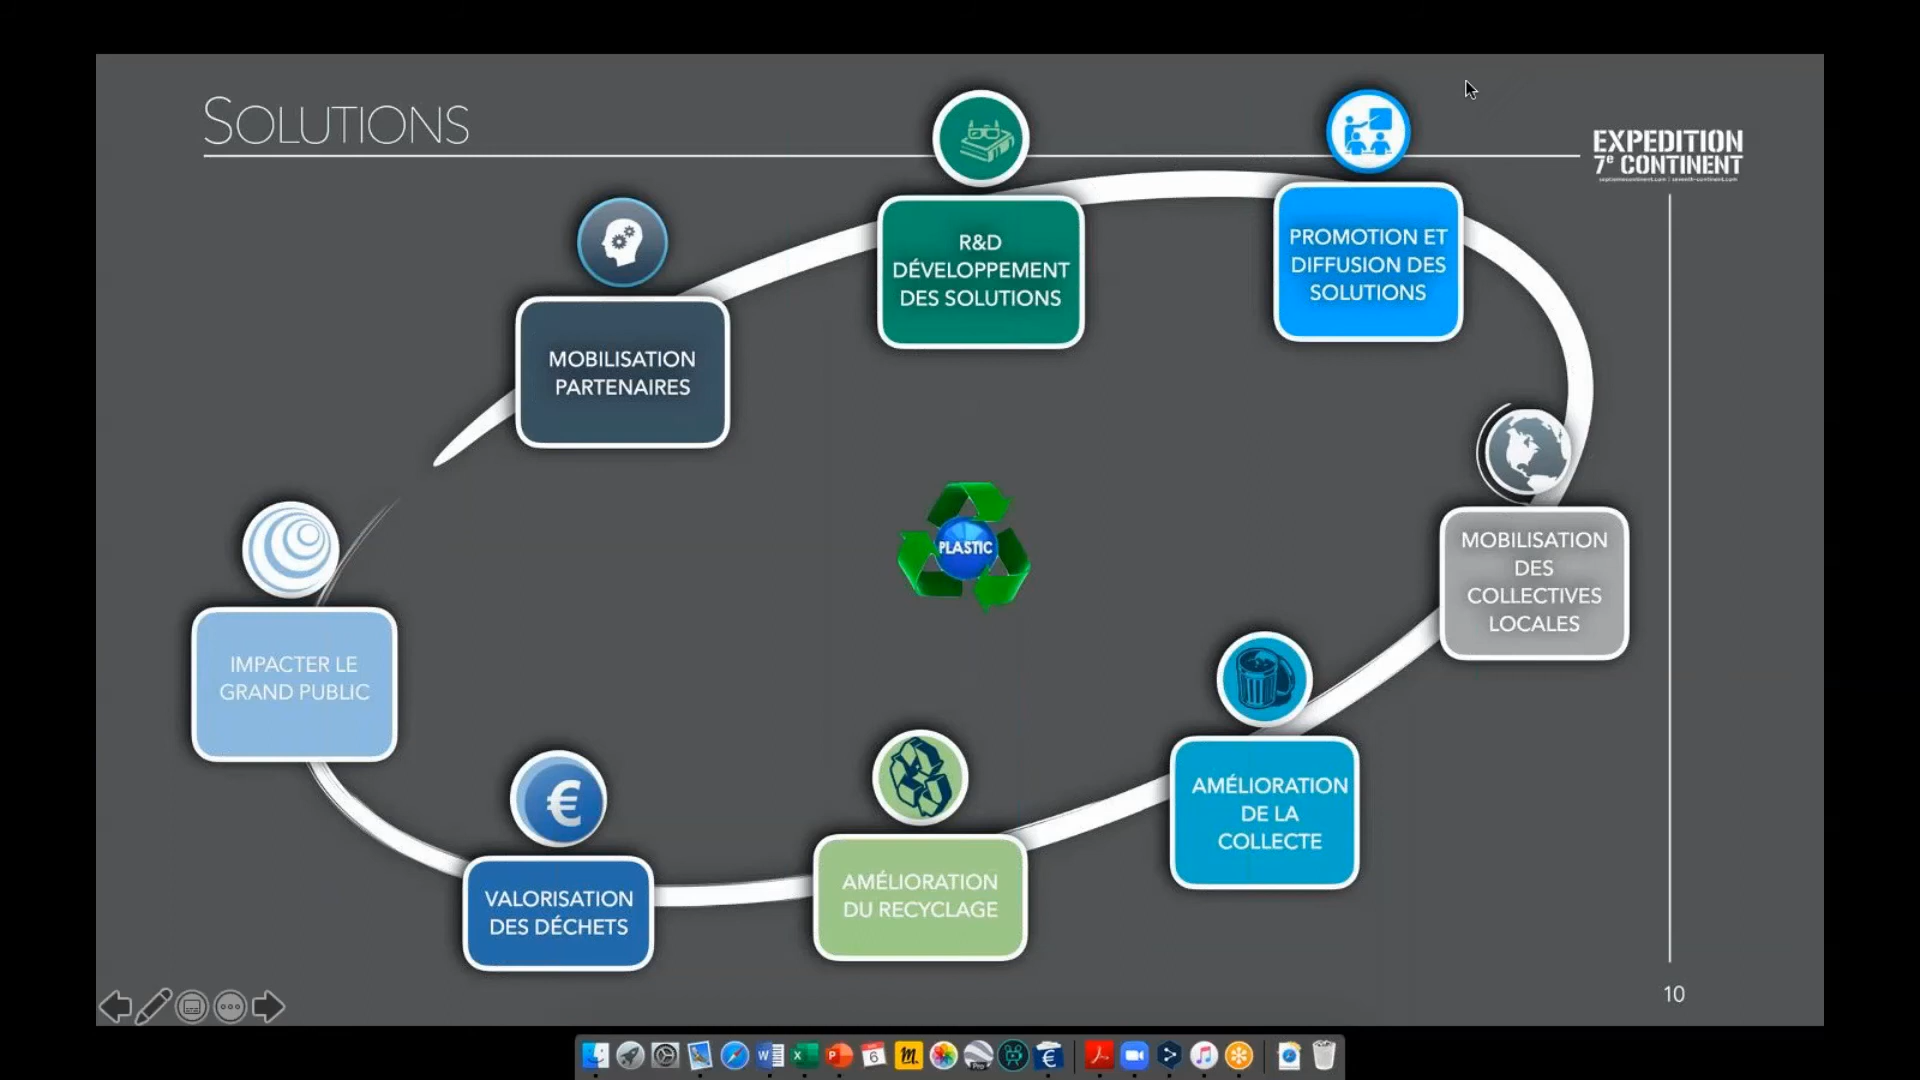 SOLUTIONS
EXPEDITION
7e CONTINENT
R&D
DÉVELOPPEMENT
DES SOLUTIONS
PROMOTION ET
DIFFUSION DES
SOLUTIONS
MOBILISATION
PARTENAIRES
MOBILISATION
DES
COLLECTIVES
LOCALES
PLASTIC
IMPACTER LE
GRAND PUBLIC
AMÉLIORATION
DE LA
COLLECTE
AMÉLIORATION
DU RECYCLAGE
€
VALORISATION
DES DÉCHETS
10